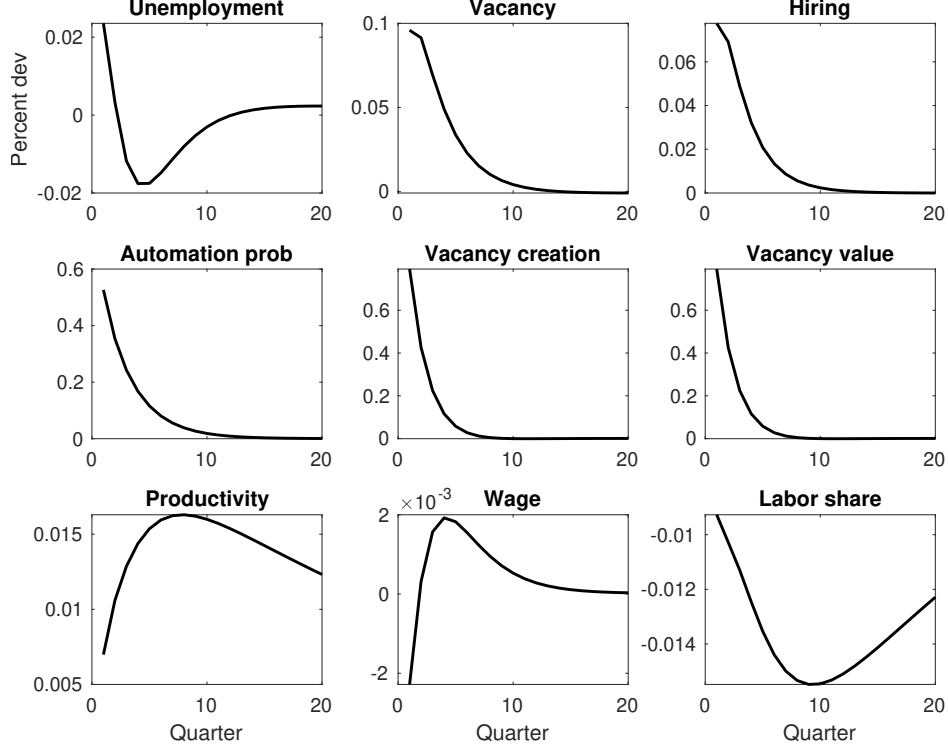 Unemployment
Vacancy
Hiring
Percent dev
0.02
0
-0.02
0 10 20
0.1
0.05
0
0 10 20
0.06
0.04
0.02
0
0 10 20
Automation prob
Vacancy creation
Vacancy value
0.6
0.4
0.2
0
0 10 20
0.6
0.4
0.2
0
0 10 20
0.6
0.4
0.2
0
0 10 20
Productivity
Wage
Labor share
0.015
0.01
0.005
0 10 20
Quarter
×10⁻³
2
0
-2
0 10 20
Quarter
-0.01
-0.012
-0.014
0 10 20
Quarter